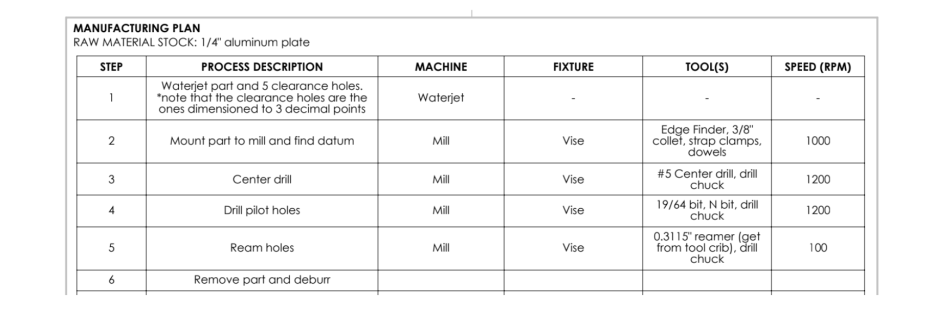 MANUFACTURING PLAN
RAW MATERIAL STOCK: 1/4" aluminum plate
STEP PROCESS DESCRIPTION MACHINE FIXTURE TOOL(S) SPEED (RPM)
1 Waterjet part and 5 clearance holes. *note that the clearance holes are the ones dimensioned to 3 decimal points Waterjet - - -
2 Mount part to mill and find datum Mill Vise Edge Finder, 3/8" collet, strap clamps, dowels 1000
3 Center drill Mill Vise #5 Center drill, drill chuck 1200
4 Drill pilot holes Mill Vise 19/64 bit, N bit, drill chuck 1200
5 Ream holes Mill Vise 0.3115" reamer (get from tool crib), drill chuck 100
6 Remove part and deburr